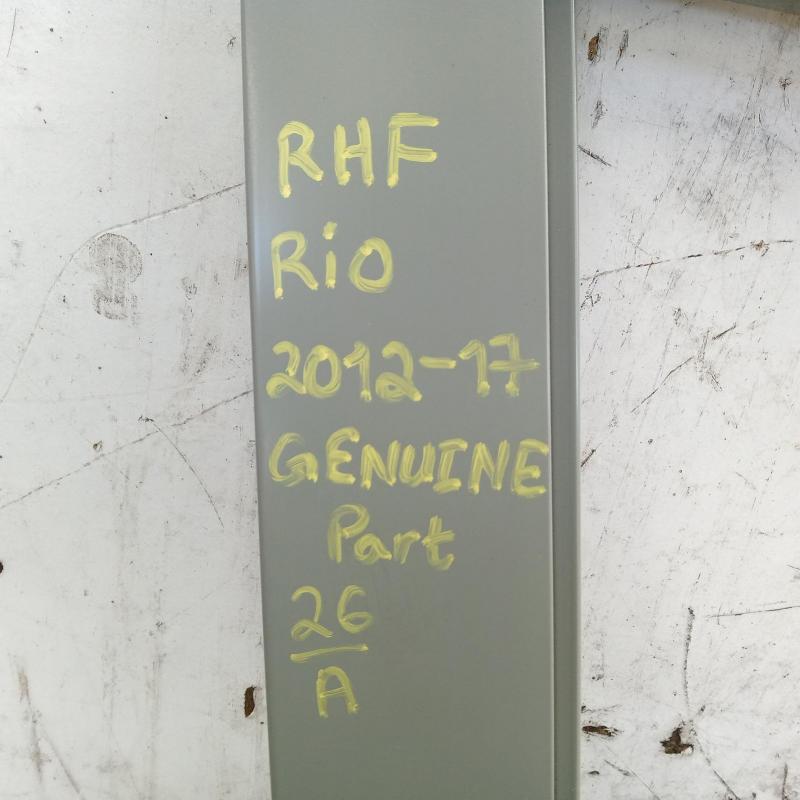 RHF
RiO
2012-17
GENUINE
Part
26
A